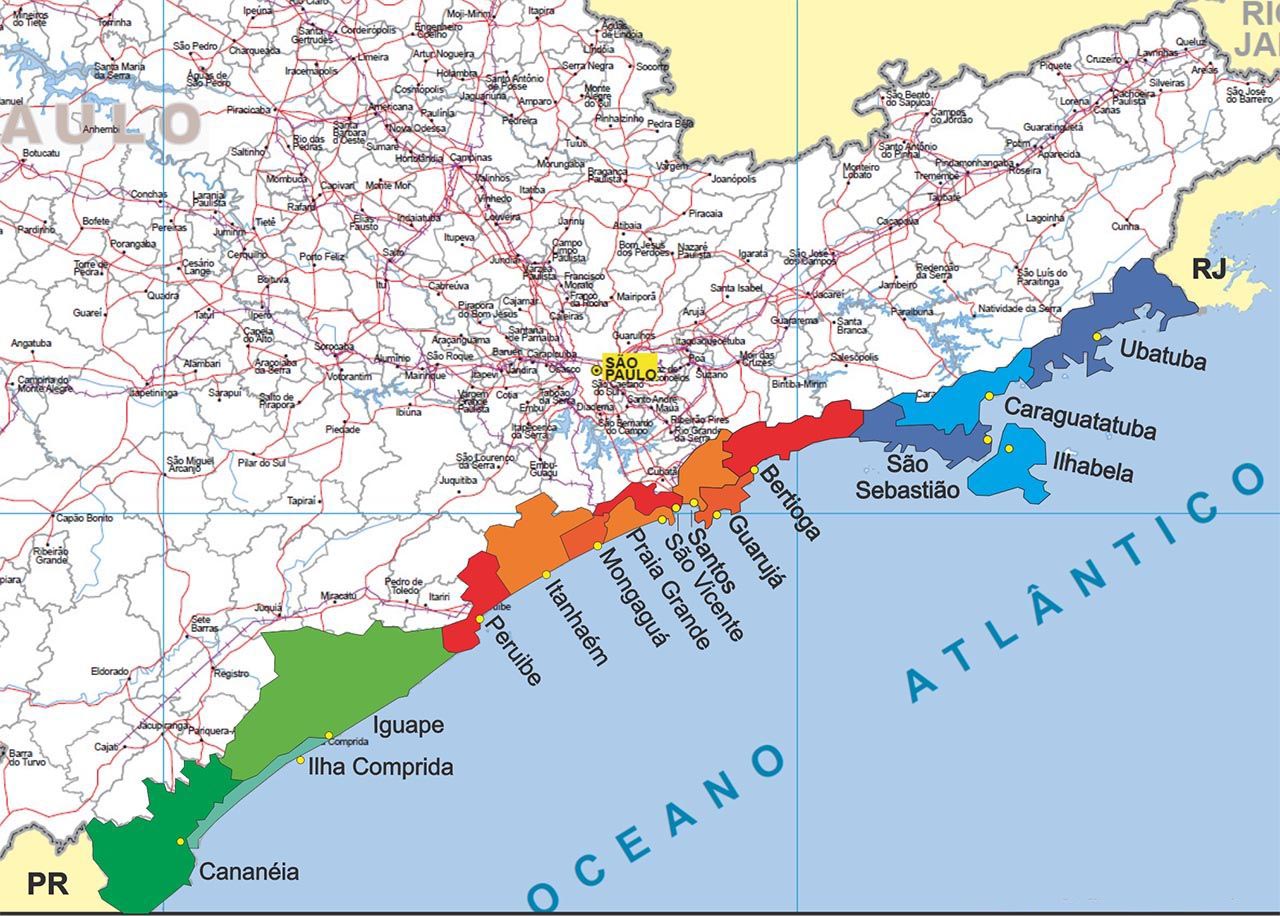 Mineiros
do Tiete
Torrinha
Ipeúna
Rio Claro
Santa
Gertrudes
Cordeirópolis
Moji-Mirim
Engenheiro
Coelho
Itapira
Águas
de Lindóia
Lindóia
São Pedro
Charqueada
Limeira
Artur Nogueira
Serra Negra
Socorro
Santa Maria
da Serra
Águas de
São Pedro
Iracemápolis
Holambra
Cosmópolis
Jaguariuna
Santo Antônio
de Posse
Amparo
Monte
Alegre
do Sul
Piracicaba
Americana
Paulínia
Pedreira
Pinhalzinho
Pedra Bela
AULO
Anhembi
Santa
Bárbara
d'Oeste
Nova Odessa
Rio das
Pedras
Sumare
Hortolândia
Campinas
Tuiuti
Morungaba
Vargem
Joanópolis
Botucatu
Saltinho
Mombuca
Capivari
Monte Mor
Valinhos
Vinhedo
Itatiba
Bragança
Paulista
Conchas
Laranjal
Paulista
Rafard
Elias
Fausto
Indaiatuba
Louveira
Jarinu
Atibaia
Piracaia
Pardinho
Bofete
Pereiras
Jumirim
Tietê
Itupeva
Campo
Limpo
Paulista
Bom Jesus
dos Perdões
Nazaré
Paulista
Igarata
Porangaba
Cerquilho
Porto Feliz
Salto
Jundiaí
Várzea
Paulista
Torre de
Pedra
Cesário
Lange
Boituva
Itu
Cabreúva
Francisco
Morato
Franco
da Rocha
Mairiporã
Santa Isabel
Quadra
Guareí
Tatuí
Iperó
Pirapora
do Bom Jesus
Cajamar
Caieiras
Arujá
Angatuba
Capela
do Alto
Sorocaba
Araçariguama
Santana
de Parnaíba
Guarulhos
Itaquaquecetuba
Alambari
Araçoiaba
da Serra
Votorantim
Alumínio
Mairinque
São Roque
Barueri
Carapicuíba
Jandira
Osasco
Itapevi
SÃO
PAULO
Poá
Suzano
Moji das
Cruzes
Campina do
Monte Alegre
Itapetininga
Sarapuí
Salto de
Pirapora
Ibiúna
Vargem
Grande
Paulista
Cotia
Embu
Taboão
da Serra
São Caetano
do Sul
Diadema
Santo André
Mauá
Biritiba-Mirim
Salesópolis
Piedade
Itapecerica
da Serra
São Bernardo
do Campo
Ribeirão Pires
Rio Grande
da Serra
São Miguel
Arcanjo
Pilar do Sul
São Lourenço
da Serra
Embu-
Guaçu
Cubatã
Juquitiba
Tapiraí
Capão Bonito
Ribeirão
Grande
São Bento
do Sapucaí
Campos
do Jordão
Santo Antônio
do Pinhal
Monteiro
Lobato
Tremembé
Taubaté
Pindamonhangaba
Roseira
Potim
Aparecida
Guaratinguetá
Lorena
Canas
Piquete
Cruzeiro
Lavrinhas
Queluz
Cachoeira
Paulista
Silveiras
Areias
São José
do Barreiro
RIO
JAN
Caçapava
Lagoinha
Cunha
São José
dos Campos
Jacareí
Jambeiro
Redenção
da Serra
São Luís do
Paraitinga
Guararema
Santa
Branca
Paraibuna
Natividade da Serra
RJ
Ubatuba
Cara
Caraguatatuba
Ilhabela
São
Sebastião
Bertioga
Guarujá
Santos
São Vicente
Praia Grande
Mongaguá
Itanhaém
Peruibe
Pedro de
Toledo
Itariri
Miracatú
Juquia
Sete
Barras
Eldorado
Registro
Jacupiranga
Pariquera-A
Cajati
Barra
do Turvo
Iguape
Comprida
Ilha Comprida
Cananéia
PR
OCEANO ATLÂNTICO